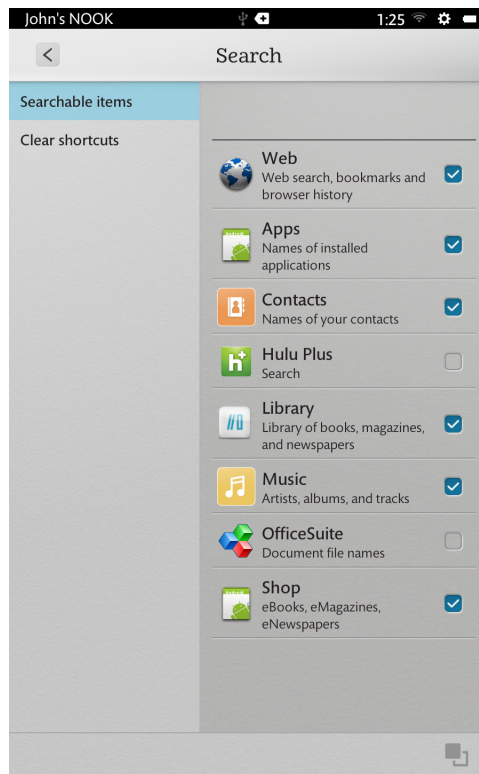 John's NOOK 1:25
Search
Searchable items
Clear shortcuts
Web
Web search, bookmarks and
browser history
Apps
Names of installed
applications
Contacts
Names of your contacts
Hulu Plus
Search
Library
Library of books, magazines,
and newspapers
Music
Artists, albums, and tracks
OfficeSuite
Document file names
Shop
eBooks, eMagazines,
eNewspapers